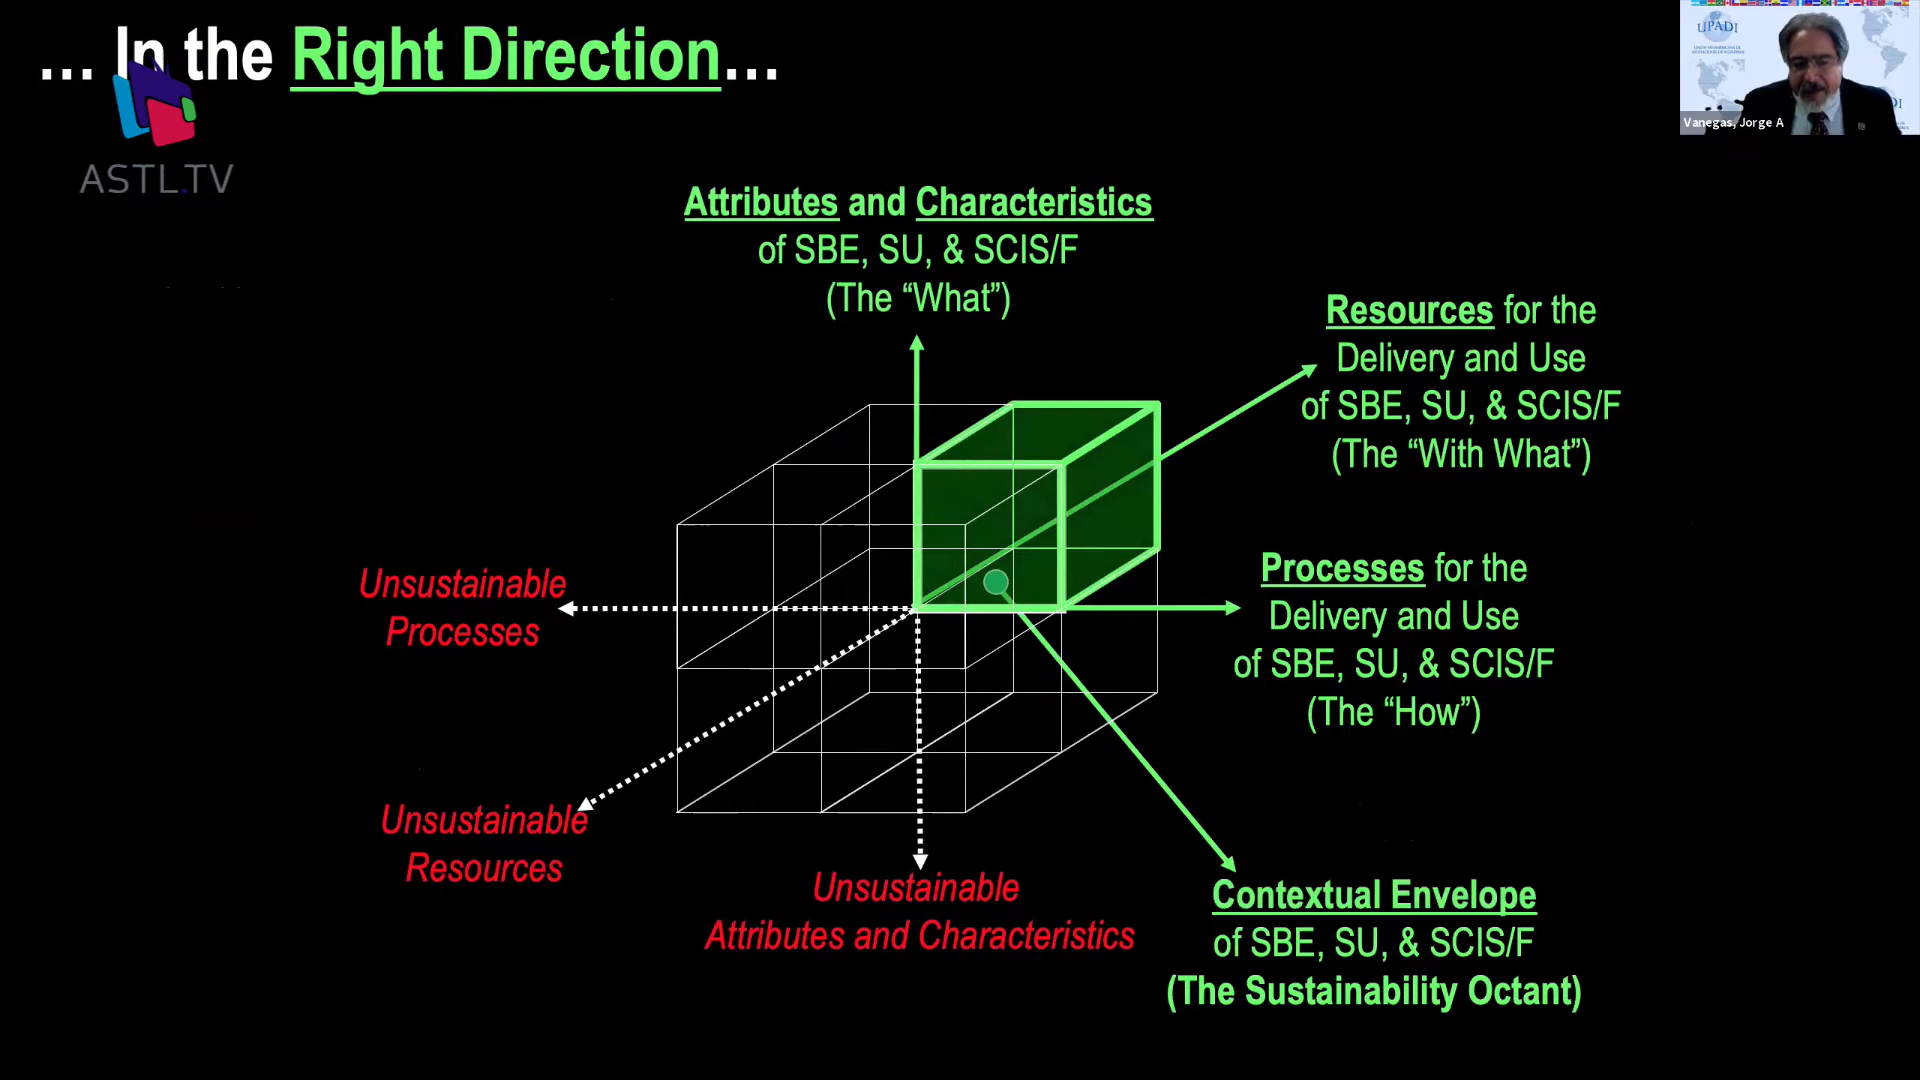 … In the Right Direction…
ASTL.TV
UPADI
Vanegas, Jorge A
Attributes and Characteristics
of SBE, SU, & SCIS/F
(The “What”)
Resources for the
Delivery and Use
of SBE, SU, & SCIS/F
(The “With What”)
Processes for the
Delivery and Use
of SBE, SU, & SCIS/F
(The “How”)
Unsustainable
Processes
Unsustainable
Resources
Unsustainable
Attributes and Characteristics
Contextual Envelope
of SBE, SU, & SCIS/F
(The Sustainability Octant)